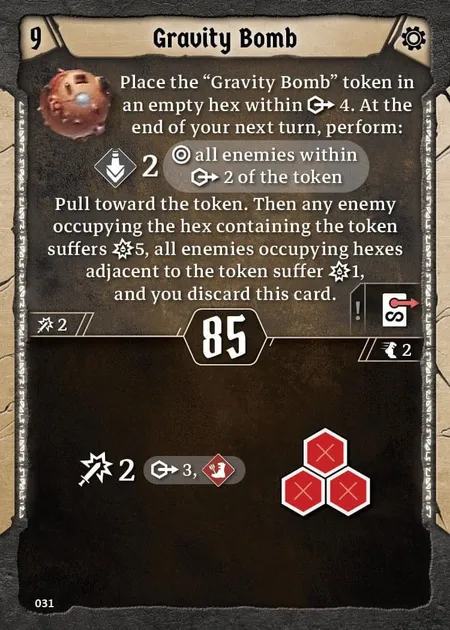 9
Gravity Bomb
Place the “Gravity Bomb” token in
an empty hex within 4. At the
end of your next turn, perform:
2
all enemies within
2 of the token
Pull toward the token. Then any enemy
occupying the hex containing the token
suffers 5, all enemies occupying hexes
adjacent to the token suffer 1,
and you discard this card.
! S
2
85
2
2 3,
031